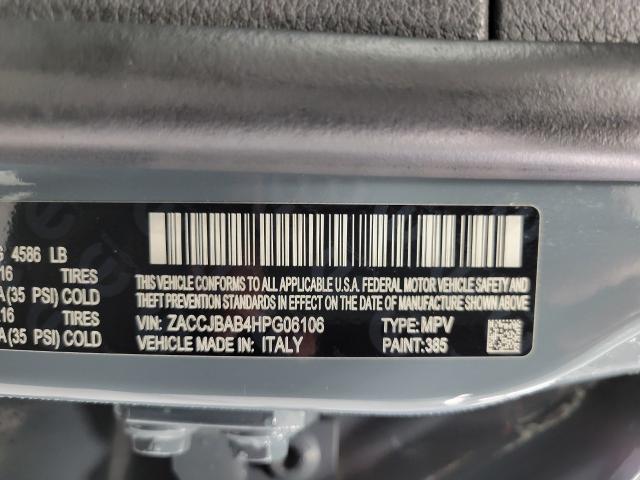 G 4586 LB
THIS VEHICLE CONFORMS TO ALL APPLICABLE U.S.A. FEDERAL MOTOR VEHICLE SAFETY, BUMPER, AND
16 TIRES
A (35 PSI) COLD
THEFT PREVENTION STANDARDS IN EFFECT ON THE DATE OF MANUFACTURE SHOWN ABOVE.
16 TIRES
VIN: ZACCJBAB4HPG06106 TYPE: MPV
A (35 PSI) COLD
VEHICLE MADE IN: ITALY PAINT: 385